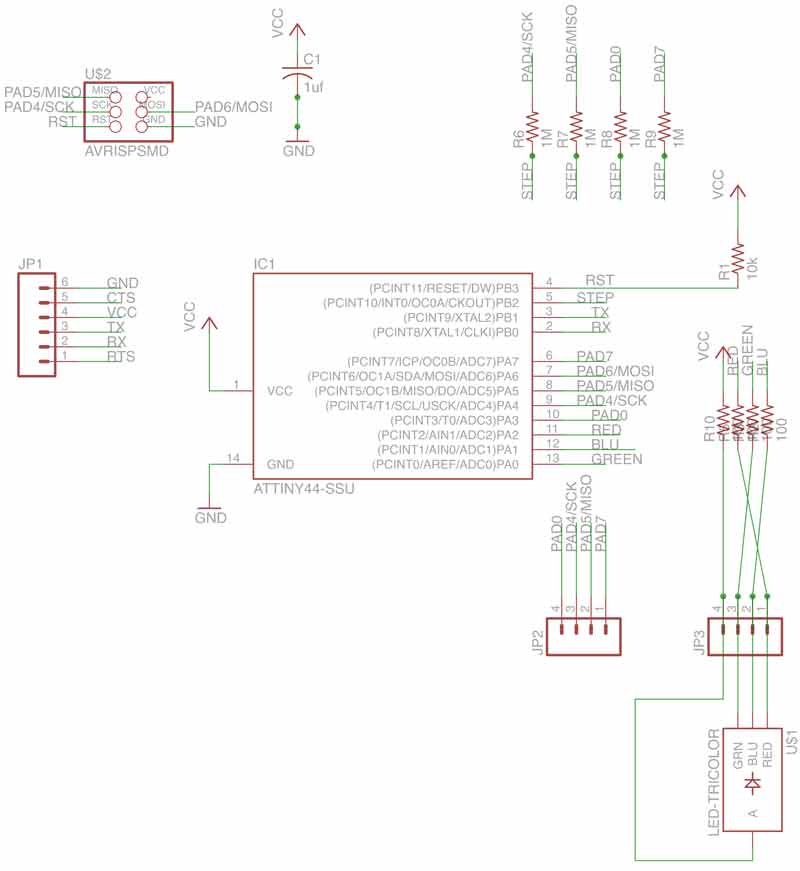 VCC
C1
1uf
GND
U$2
MISO
SCK
RST
VCC
MOSI
GND
PAD5/MISO
PAD4/SCK
RST
PAD6/MOSI
GND
AVRISPSMD
PAD4/SCK
PAD5/MISO
PAD0
PAD7
R6
1M
R7
1M
R8
1M
R9
1M
STEP
STEP
STEP
STEP
VCC
R1
10k
JP1
6 GND
5 CTS
4 VCC
3 TX
2 RX
1 RTS
IC1
VCC
1 VCC
14 GND
GND
(PCINT11/RESET/DW)PB3 4 RST
(PCINT10/INT0/OC0A/CKOUT)PB2 5 STEP
(PCINT9/XTAL2)PB1 3 TX
(PCINT8/XTAL1/CLKI)PB0 2 RX
(PCINT7/ICP/OC0B/ADC7)PA7 6 PAD7
(PCINT6/OC1A/SDA/MOSI/ADC6)PA6 7 PAD6/MOSI
(PCINT5/OC1B/MISO/DO/ADC5)PA5 8 PAD5/MISO
(PCINT4/T1/SCL/USCK/ADC4)PA4 9 PAD4/SCK
(PCINT3/T0/ADC3)PA3 10 PAD0
(PCINT2/AIN1/ADC2)PA2 11 RED
(PCINT1/AIN0/ADC1)PA1 12 BLU
(PCINT0/AREF/ADC0)PA0 13 GREEN
ATTINY44-SSU
VCC
RED
GREEN
BLU
R10
100
PAD0
PAD4/SCK
PAD5/MISO
PAD7
4
3
2
1
JP2
4
3
2
1
JP3
LED-TRICOLOR
GRN
BLU
RED
A
U$1